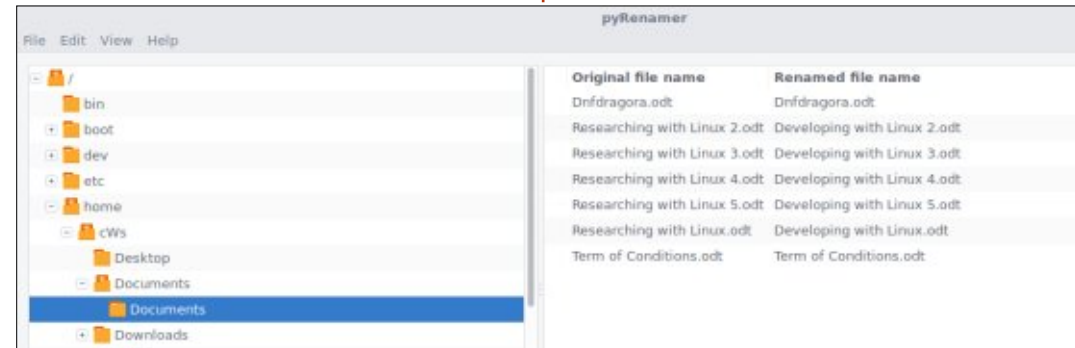 pyRenamer
File Edit View Help
/
bin
boot
dev
etc
home
cWs
Desktop
Documents
Documents
Downloads
Original file name Renamed file name
Dnfdragora.odt Dnfdragora.odt
Researching with Linux 2.odt Developing with Linux 2.odt
Researching with Linux 3.odt Developing with Linux 3.odt
Researching with Linux 4.odt Developing with Linux 4.odt
Researching with Linux 5.odt Developing with Linux 5.odt
Researching with Linux.odt Developing with Linux.odt
Term of Conditions.odt Term of Conditions.odt